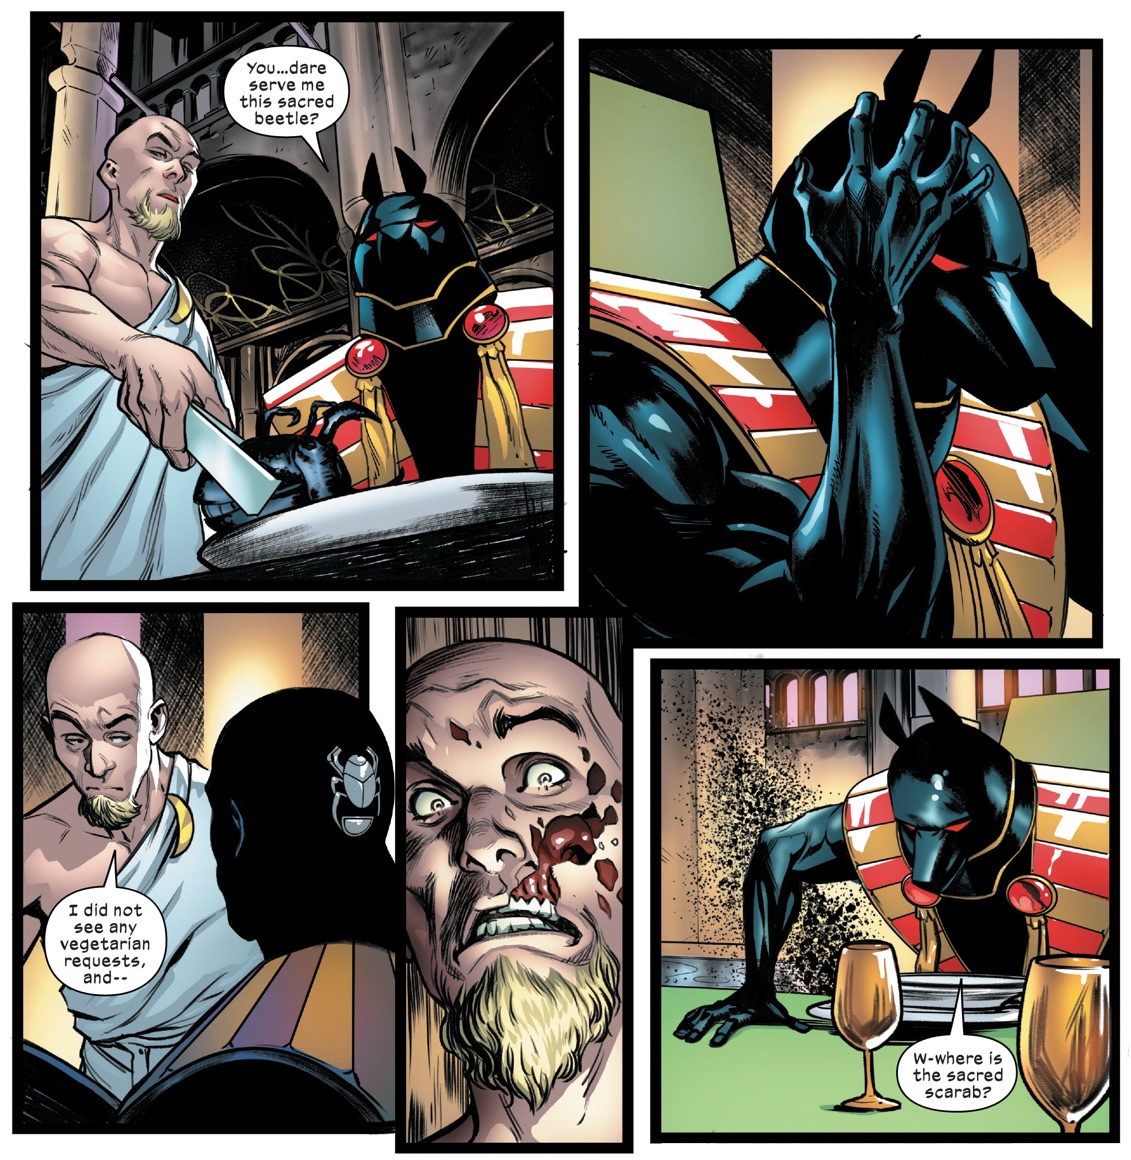 You...dare
serve me
this sacred
beetle?
I did not
see any
vegetarian
requests,
and--
W-where is
the sacred
scarab?